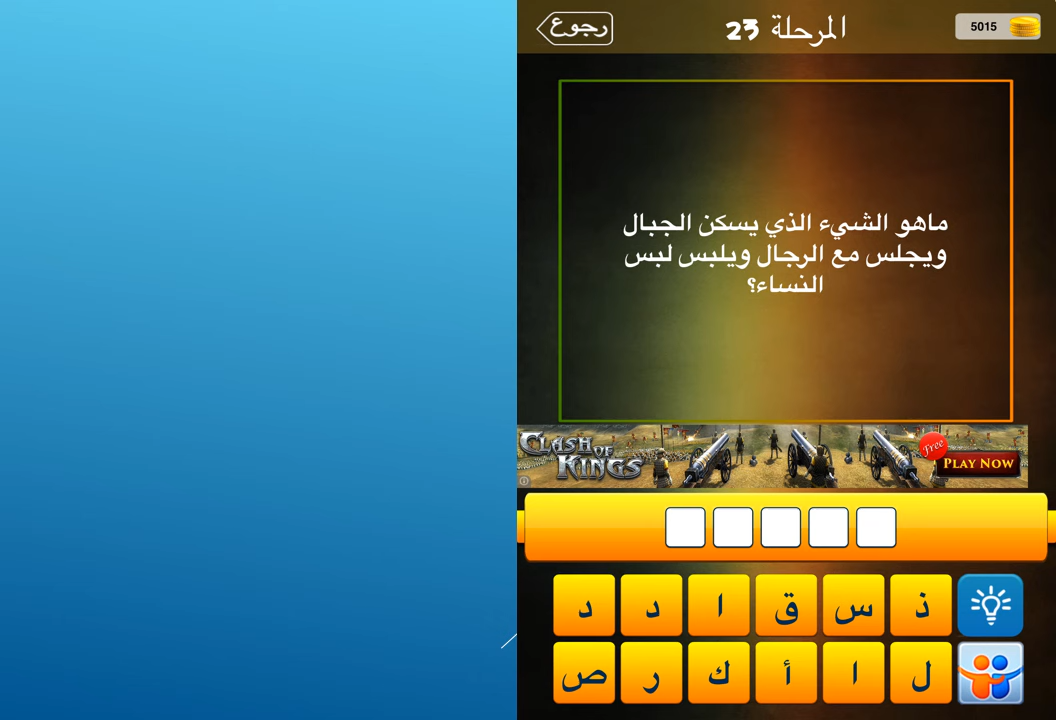 رجوع
المرحلة 23
5015
ماهو الشيء الذي يسكن الجبال
ويجلس مع الرجال ويلبس لبس
النساء؟
CLASH OF KINGS
Free
PLAY NOW
ذ س ق ا د د
ل ا أ ك ر ص